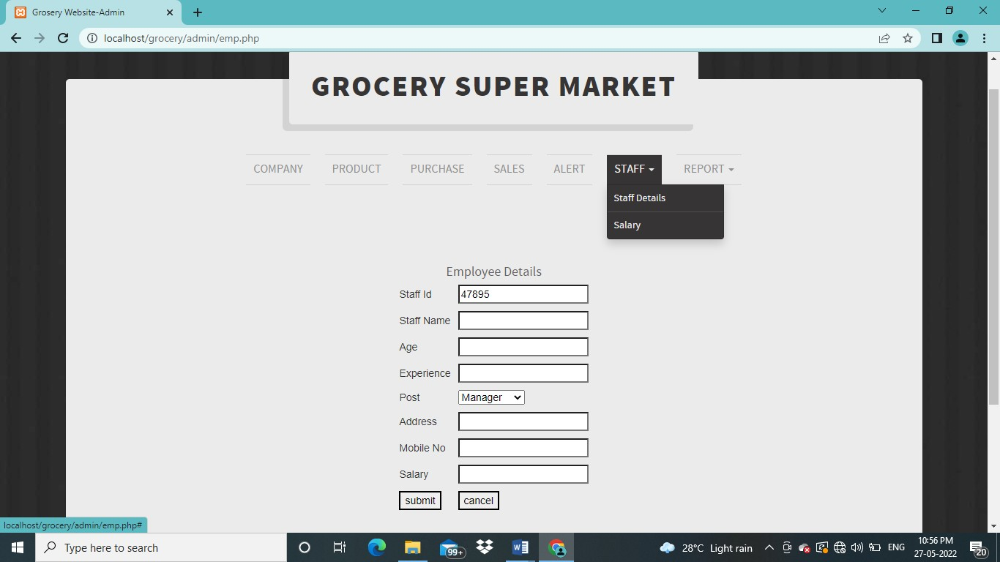 Grosery Website-Admin
localhost/grocery/admin/emp.php
GROCERY SUPER MARKET
COMPANY PRODUCT PURCHASE SALES ALERT STAFF REPORT
Staff Details
Salary
Employee Details
Staff Id 47895
Staff Name
Age
Experience
Post Manager
Address
Mobile No
Salary
submit cancel
localhost/grocery/admin/emp.php#
Type here to search
99+
28°C Light rain
ENG
10:56 PM
27-05-2022
20